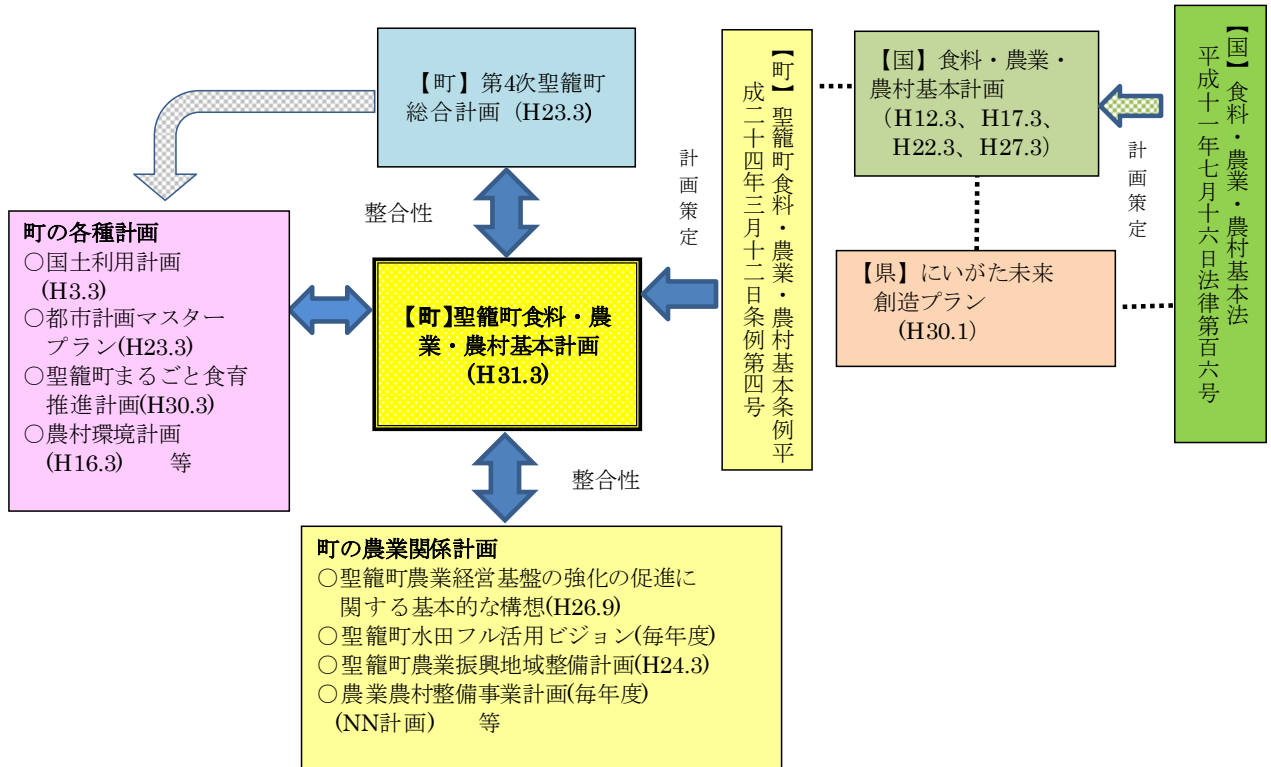 【町】第4次聖籠町
総合計画（H23.3）
整合性
町の各種計画
○国土利用計画
(H3.3)
○都市計画マスター
プラン(H23.3)
○聖籠町まるごと食育
推進計画(H30.3)
○農村環境計画
(H16.3)　等
【町】聖籠町食料・農
業・農村基本計画
(H31.3)
計画策定
【町】聖籠町食料・農業・農村基本条例平
成二十四年三月十二日条例第四号
【国】食料・農業・
農村基本計画
（H12.3、H17.3、
H22.3、H27.3）
【県】にいがた未来
創造プラン
(H30.1)
計画策定
【国】食料・農業・農村基本法
平成十一年七月十六日法律第百六号
整合性
町の農業関係計画
○聖籠町農業経営基盤の強化の促進に
関する基本的な構想(H26.9)
○聖籠町水田フル活用ビジョン(毎年度)
○聖籠町農業振興地域整備計画(H24.3)
○農業農村整備事業計画(毎年度)
(NN計画)　等